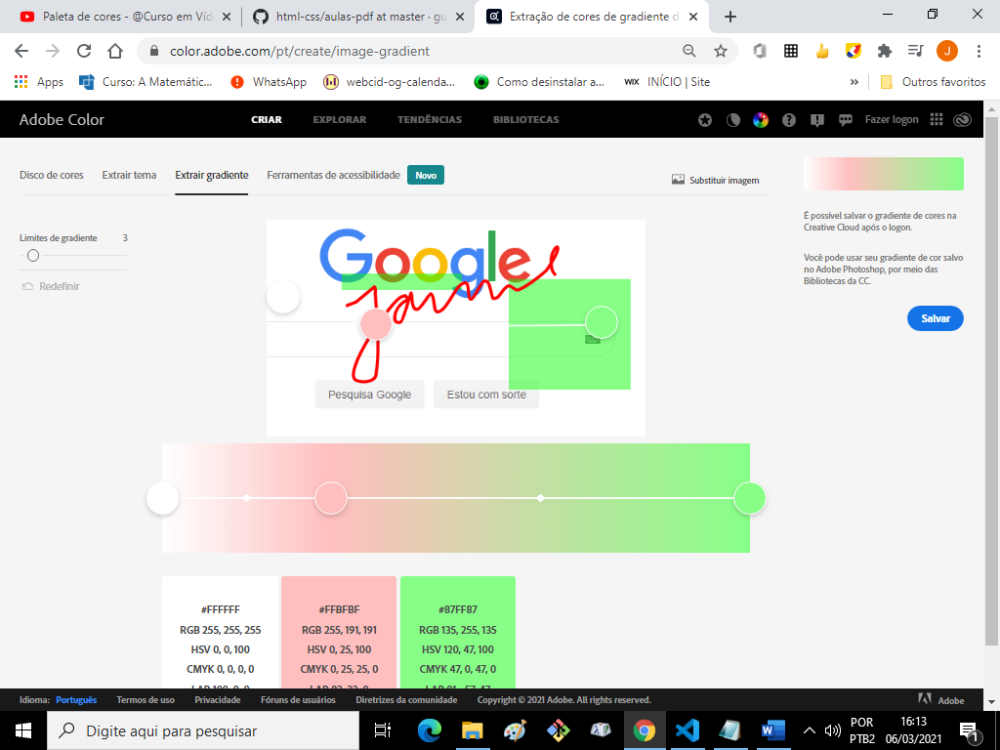 Paleta de cores - @Curso em Víd
html-css/aulas-pdf at master · gu
Extração de cores de gradiente d
color.adobe.com/pt/create/image-gradient
J
Apps
Curso: A Matemátic...
WhatsApp
webcid-og-calenda...
Como desinstalar a...
WIX
INÍCIO | Site
»
Outros favoritos
Adobe Color
CRIAR
EXPLORAR
TENDÊNCIAS
BIBLIOTECAS
Fazer logon
Disco de cores
Extrair tema
Extrair gradiente
Ferramentas de acessibilidade
Novo
Substituir imagem
Limites de gradiente 3
Redefinir
Google
Pesquisa Google
Estou com sorte
É possível salvar o gradiente de cores na
Creative Cloud após o logon.
Você pode usar seu gradiente de cor salvo
no Adobe Photoshop, por meio das
Bibliotecas da CC.
Salvar
#FFFFFF
RGB 255, 255, 255
HSV 0, 0, 100
CMYK 0, 0, 0, 0
#FFBFBF
RGB 255, 191, 191
HSV 0, 25, 100
CMYK 0, 25, 25, 0
#87FF87
RGB 135, 255, 135
HSV 120, 47, 100
CMYK 47, 0, 47, 0
Idioma: Português
Termos de uso
Privacidade
Fóruns de usuários
Diretrizes da comunidade
Copyright © 2021 Adobe. All rights reserved.
Adobe
Digite aqui para pesquisar
POR
PTB2
16:13
06/03/2021
1